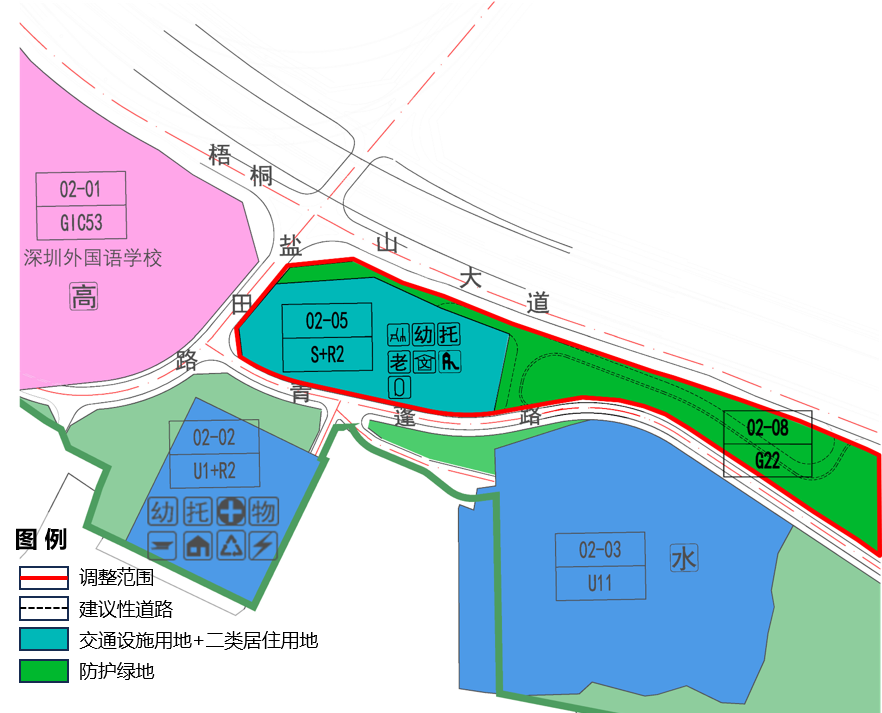 梧
桐
02-01
GIC53
深圳外国语学校
高
盐
山
大
道
田
路
02-05
S+R2
幼 托
老
青
蓬
路
02-08
G22
02-02
U1+R2
幼 托 物
02-03
U11
水
图 例
调整范围
建议性道路
交通设施用地+二类居住用地
防护绿地